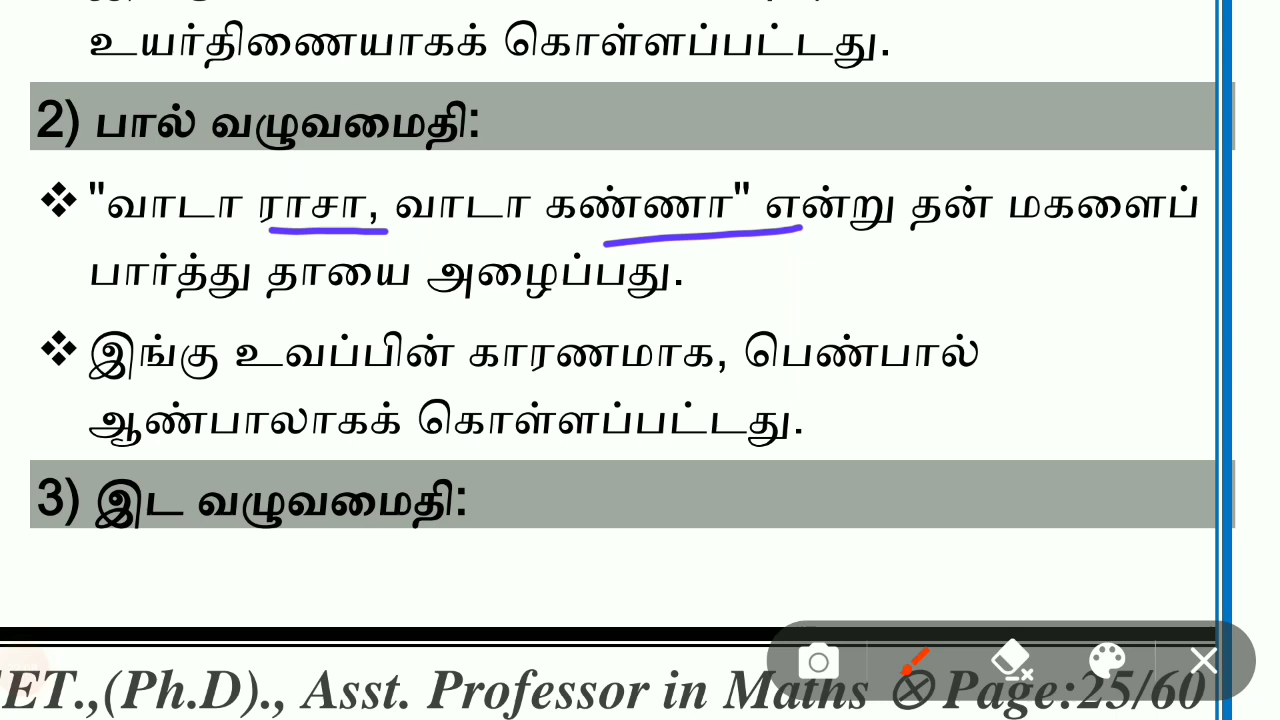 உயர்திணையாகக் கொள்ளப்பட்டது.
2) பால் வழுவமைதி:
❖ "வாடா ராசா, வாடா கண்ணா" என்று தன் மகளைப்
பார்த்து தாயை அழைப்பது.
❖ இங்கு உவப்பின் காரணமாக, பெண்பால்
ஆண்பாலாகக் கொள்ளப்பட்டது.
3) இட வழுவமைதி:
ET.,(Ph.D)., Asst. Professor in Maths ⊗ Page:25/60